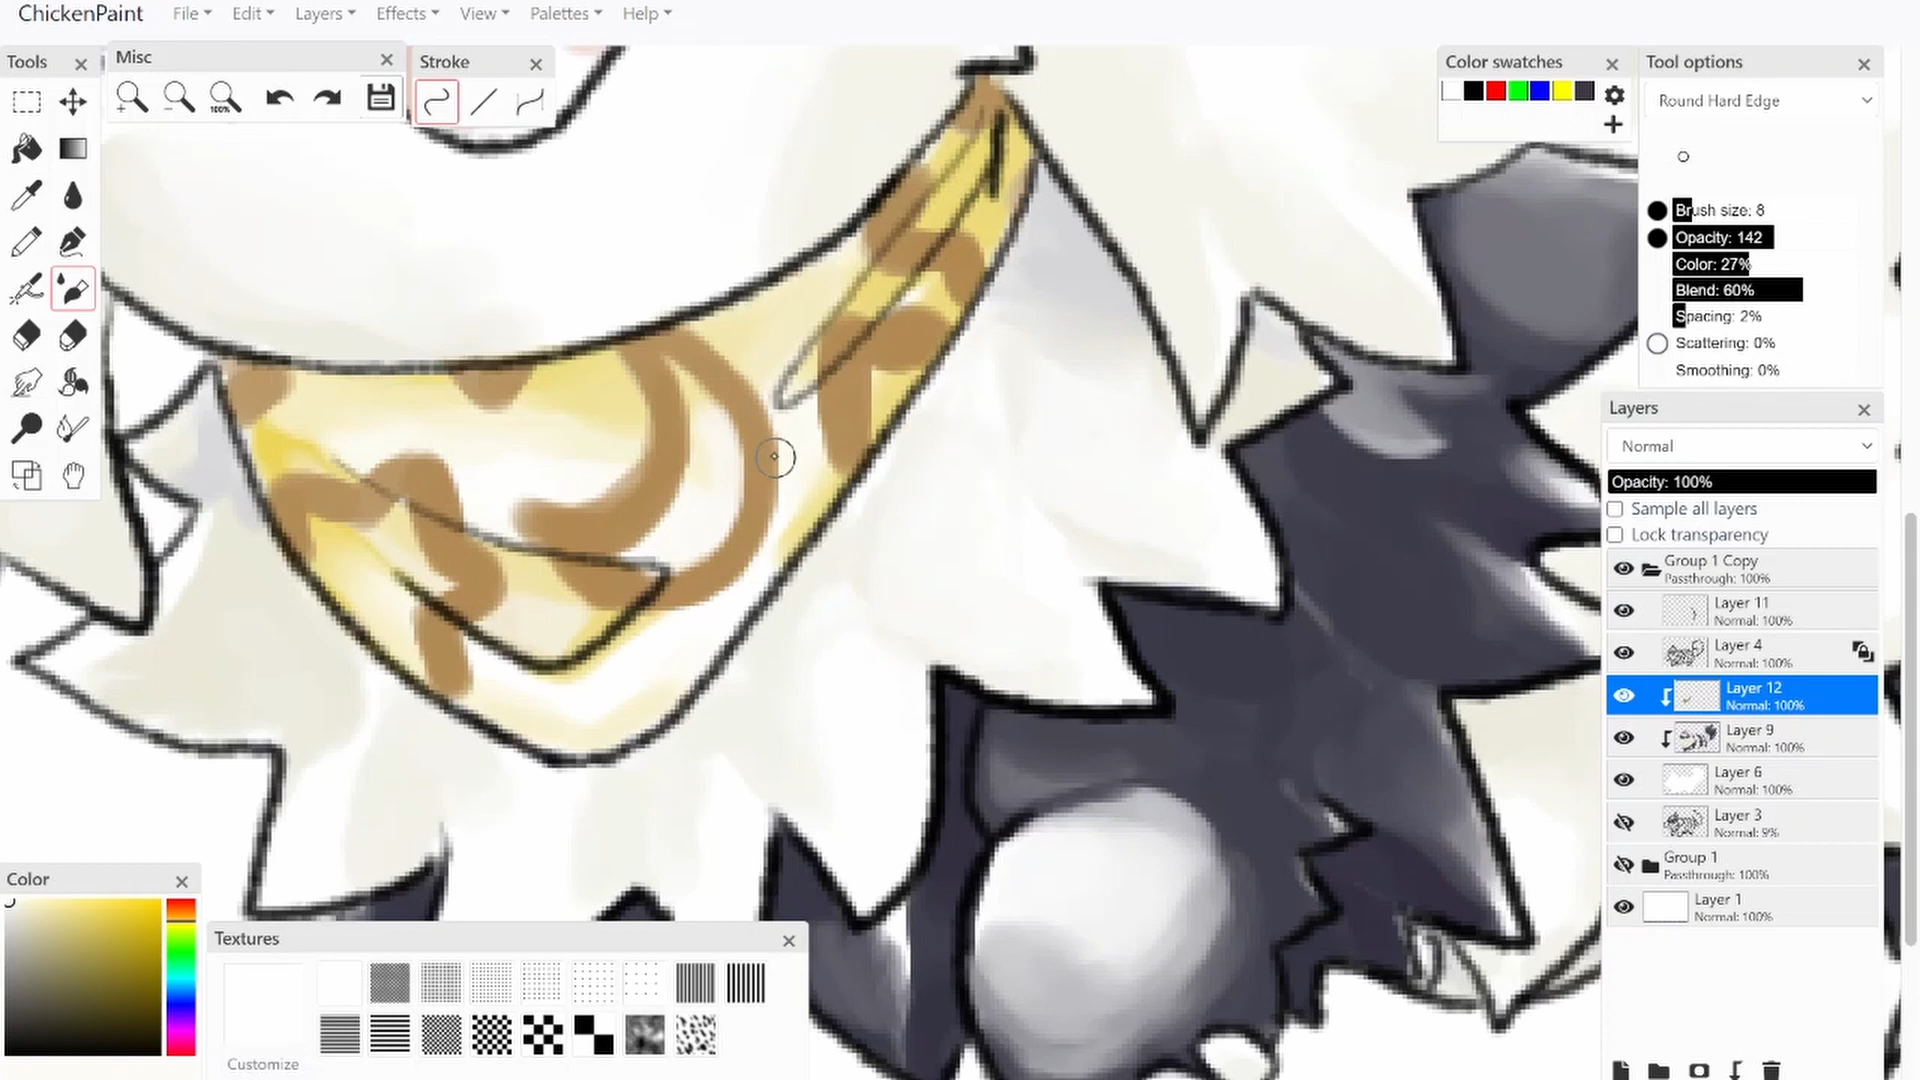 ChickenPaint
File
Edit
Layers
Effects
View
Palettes
Help
Tools
Misc
100%
Stroke
Color swatches
Tool options
Round Hard Edge
Brush size: 8
Opacity: 142
Color: 27%
Blend: 60%
Spacing: 2%
Scattering: 0%
Smoothing: 0%
Layers
Normal
Opacity: 100%
Sample all layers
Lock transparency
Group 1 Copy
Passthrough: 100%
Layer 11
Normal: 100%
Layer 4
Normal: 100%
Layer 12
Normal: 100%
Layer 9
Normal: 100%
Layer 6
Normal: 100%
Layer 3
Normal: 9%
Group 1
Passthrough: 100%
Layer 1
Normal: 100%
Color
Textures
Customize